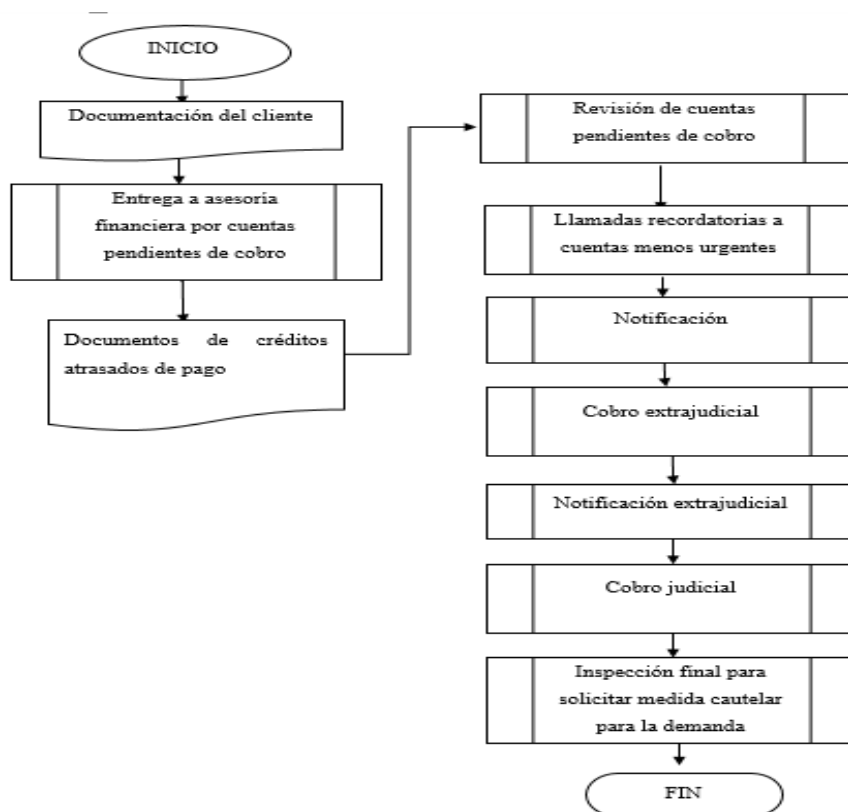 INICIO
Documentación del cliente
Entrega a asesoría
financiera por cuentas
pendientes de cobro
Documentos de créditos
atrasados de pago
Revisión de cuentas
pendientes de cobro
Llamadas recordatorias a
cuentas menos urgentes
Notificación
Cobro extrajudicial
Notificación extrajudicial
Cobro judicial
Inspección final para
solicitar medida cautelar
para la demanda
FIN